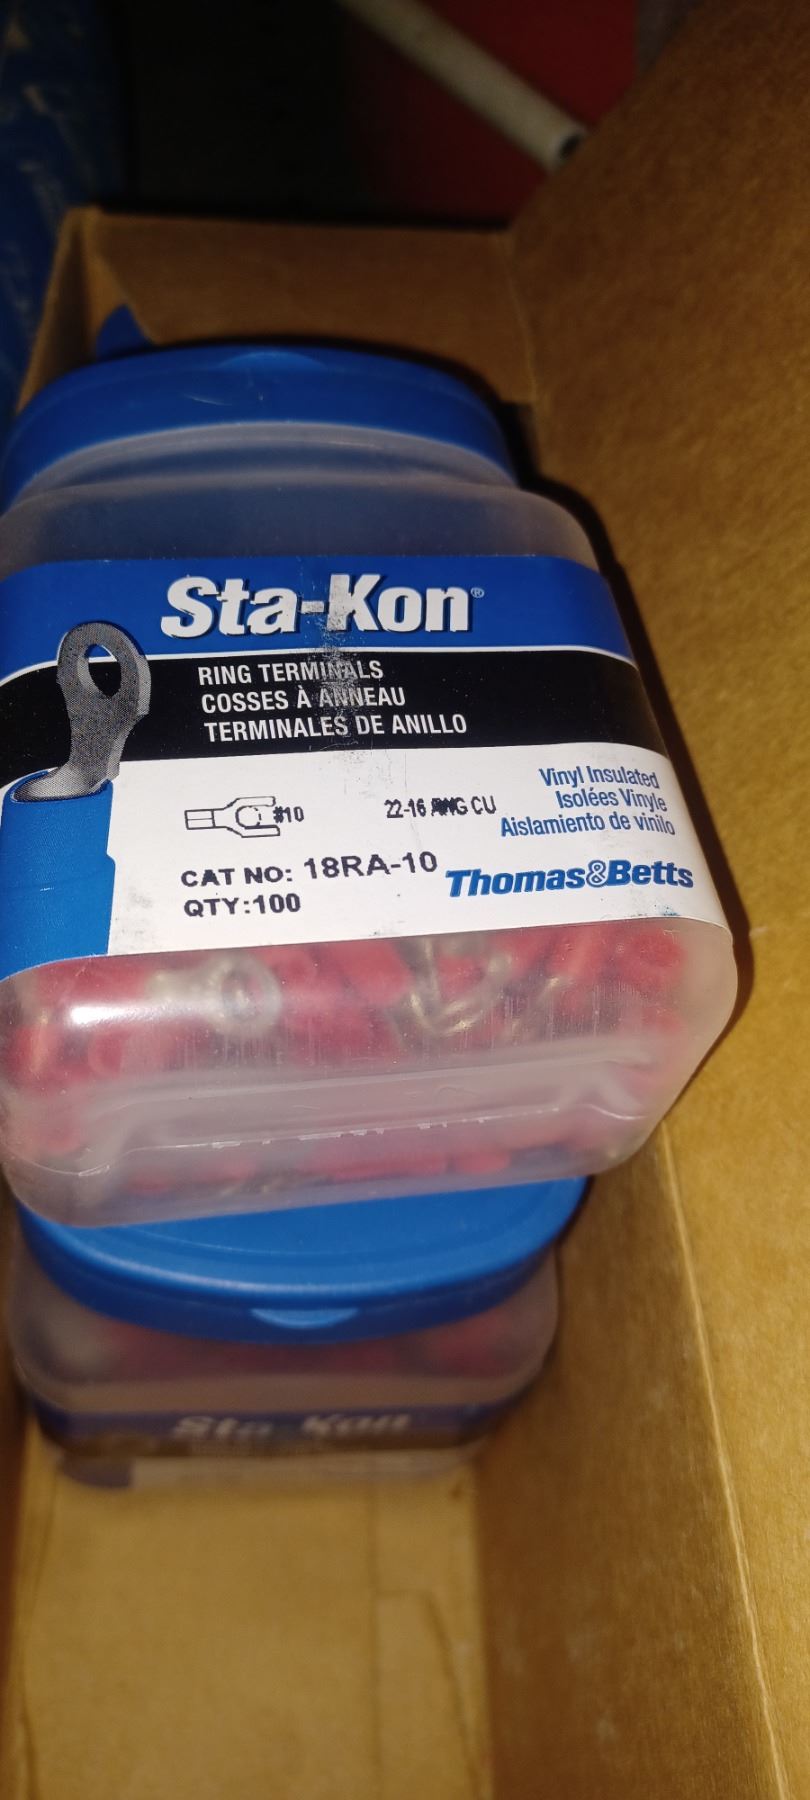 Sta-Kon®
RING TERMINALS
COSSES À ANNEAU
TERMINALES DE ANILLO
#10
22-16 AWG CU
Vinyl Insulated
Isolées Vinyle
Aislamiento de vinilo
CAT NO: 18RA-10
QTY:100
Thomas&Betts
Sta-Kon